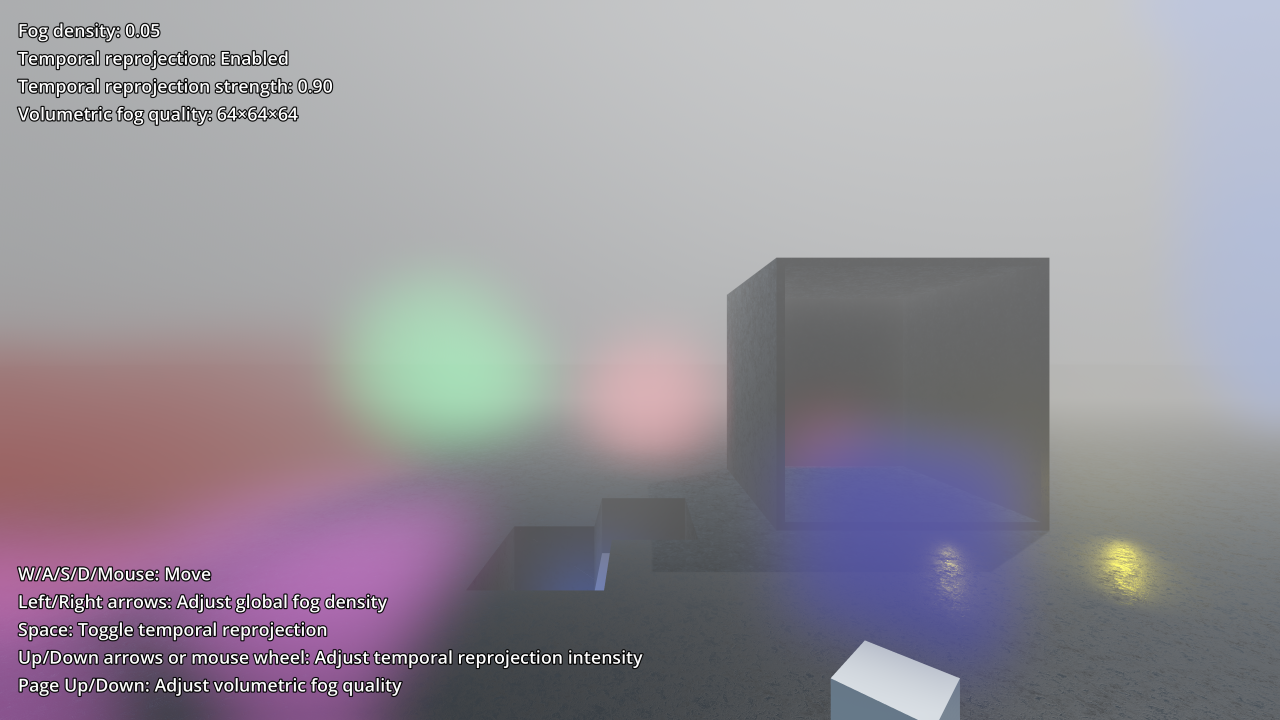 Fog density: 0.05
Temporal reprojection: Enabled
Temporal reprojection strength: 0.90
Volumetric fog quality: 64×64×64
W/A/S/D/Mouse: Move
Left/Right arrows: Adjust global fog density
Space: Toggle temporal reprojection
Up/Down arrows or mouse wheel: Adjust temporal reprojection intensity
Page Up/Down: Adjust volumetric fog quality